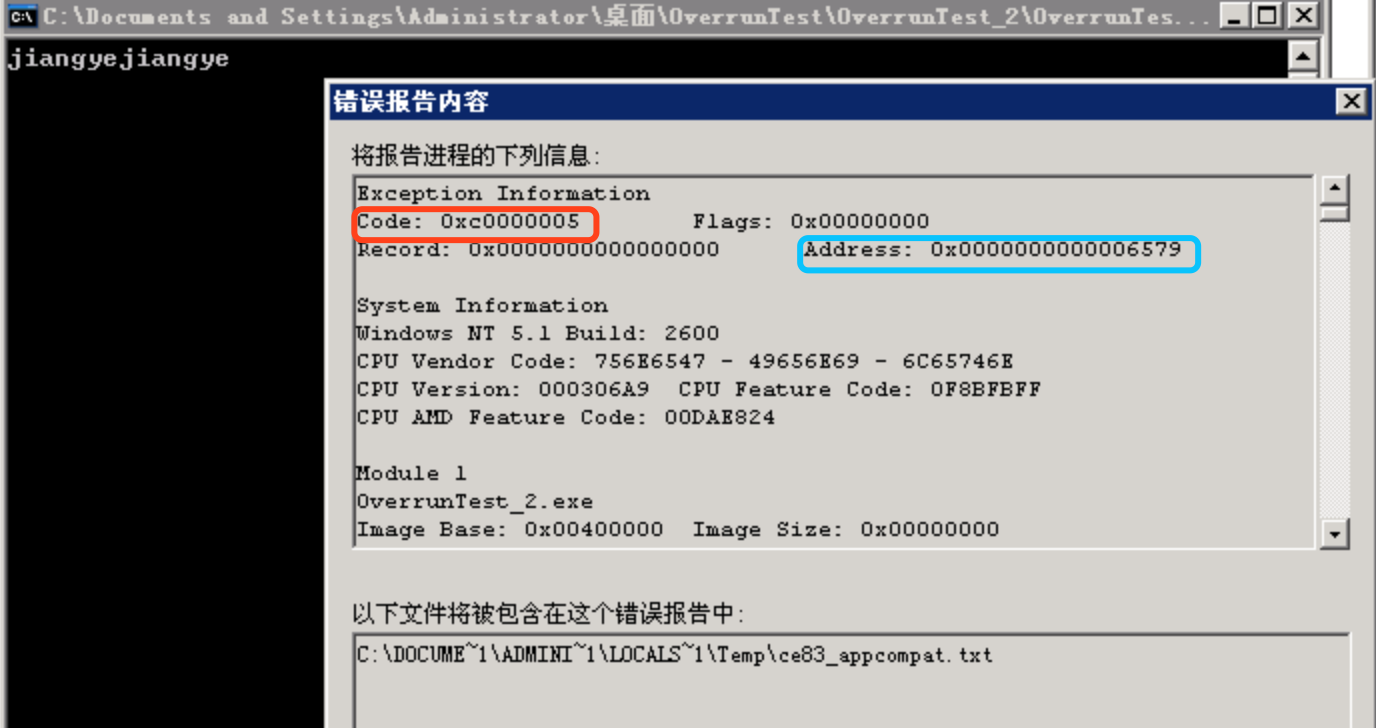 C:\Documents and Settings\Administrator\桌面\OverrunTest\OverrunTest_2\OverrunTes...
jiangyejiangye
错误报告内容
将报告进程的下列信息:
Exception Information
Code: 0xc0000005 Flags: 0x00000000
Record: 0x0000000000000000 Address: 0x0000000000006579
System Information
Windows NT 5.1 Build: 2600
CPU Vendor Code: 756E6547 - 49656E69 - 6C65746E
CPU Version: 000306A9 CPU Feature Code: 0F8BFBFF
CPU AMD Feature Code: 00DAE824
Module 1
OverrunTest_2.exe
Image Base: 0x00400000 Image Size: 0x00000000
以下文件将被包含在这个错误报告中:
C:\DOCUME~1\ADMINI~1\LOCALS~1\Temp\ce83_appcompat.txt